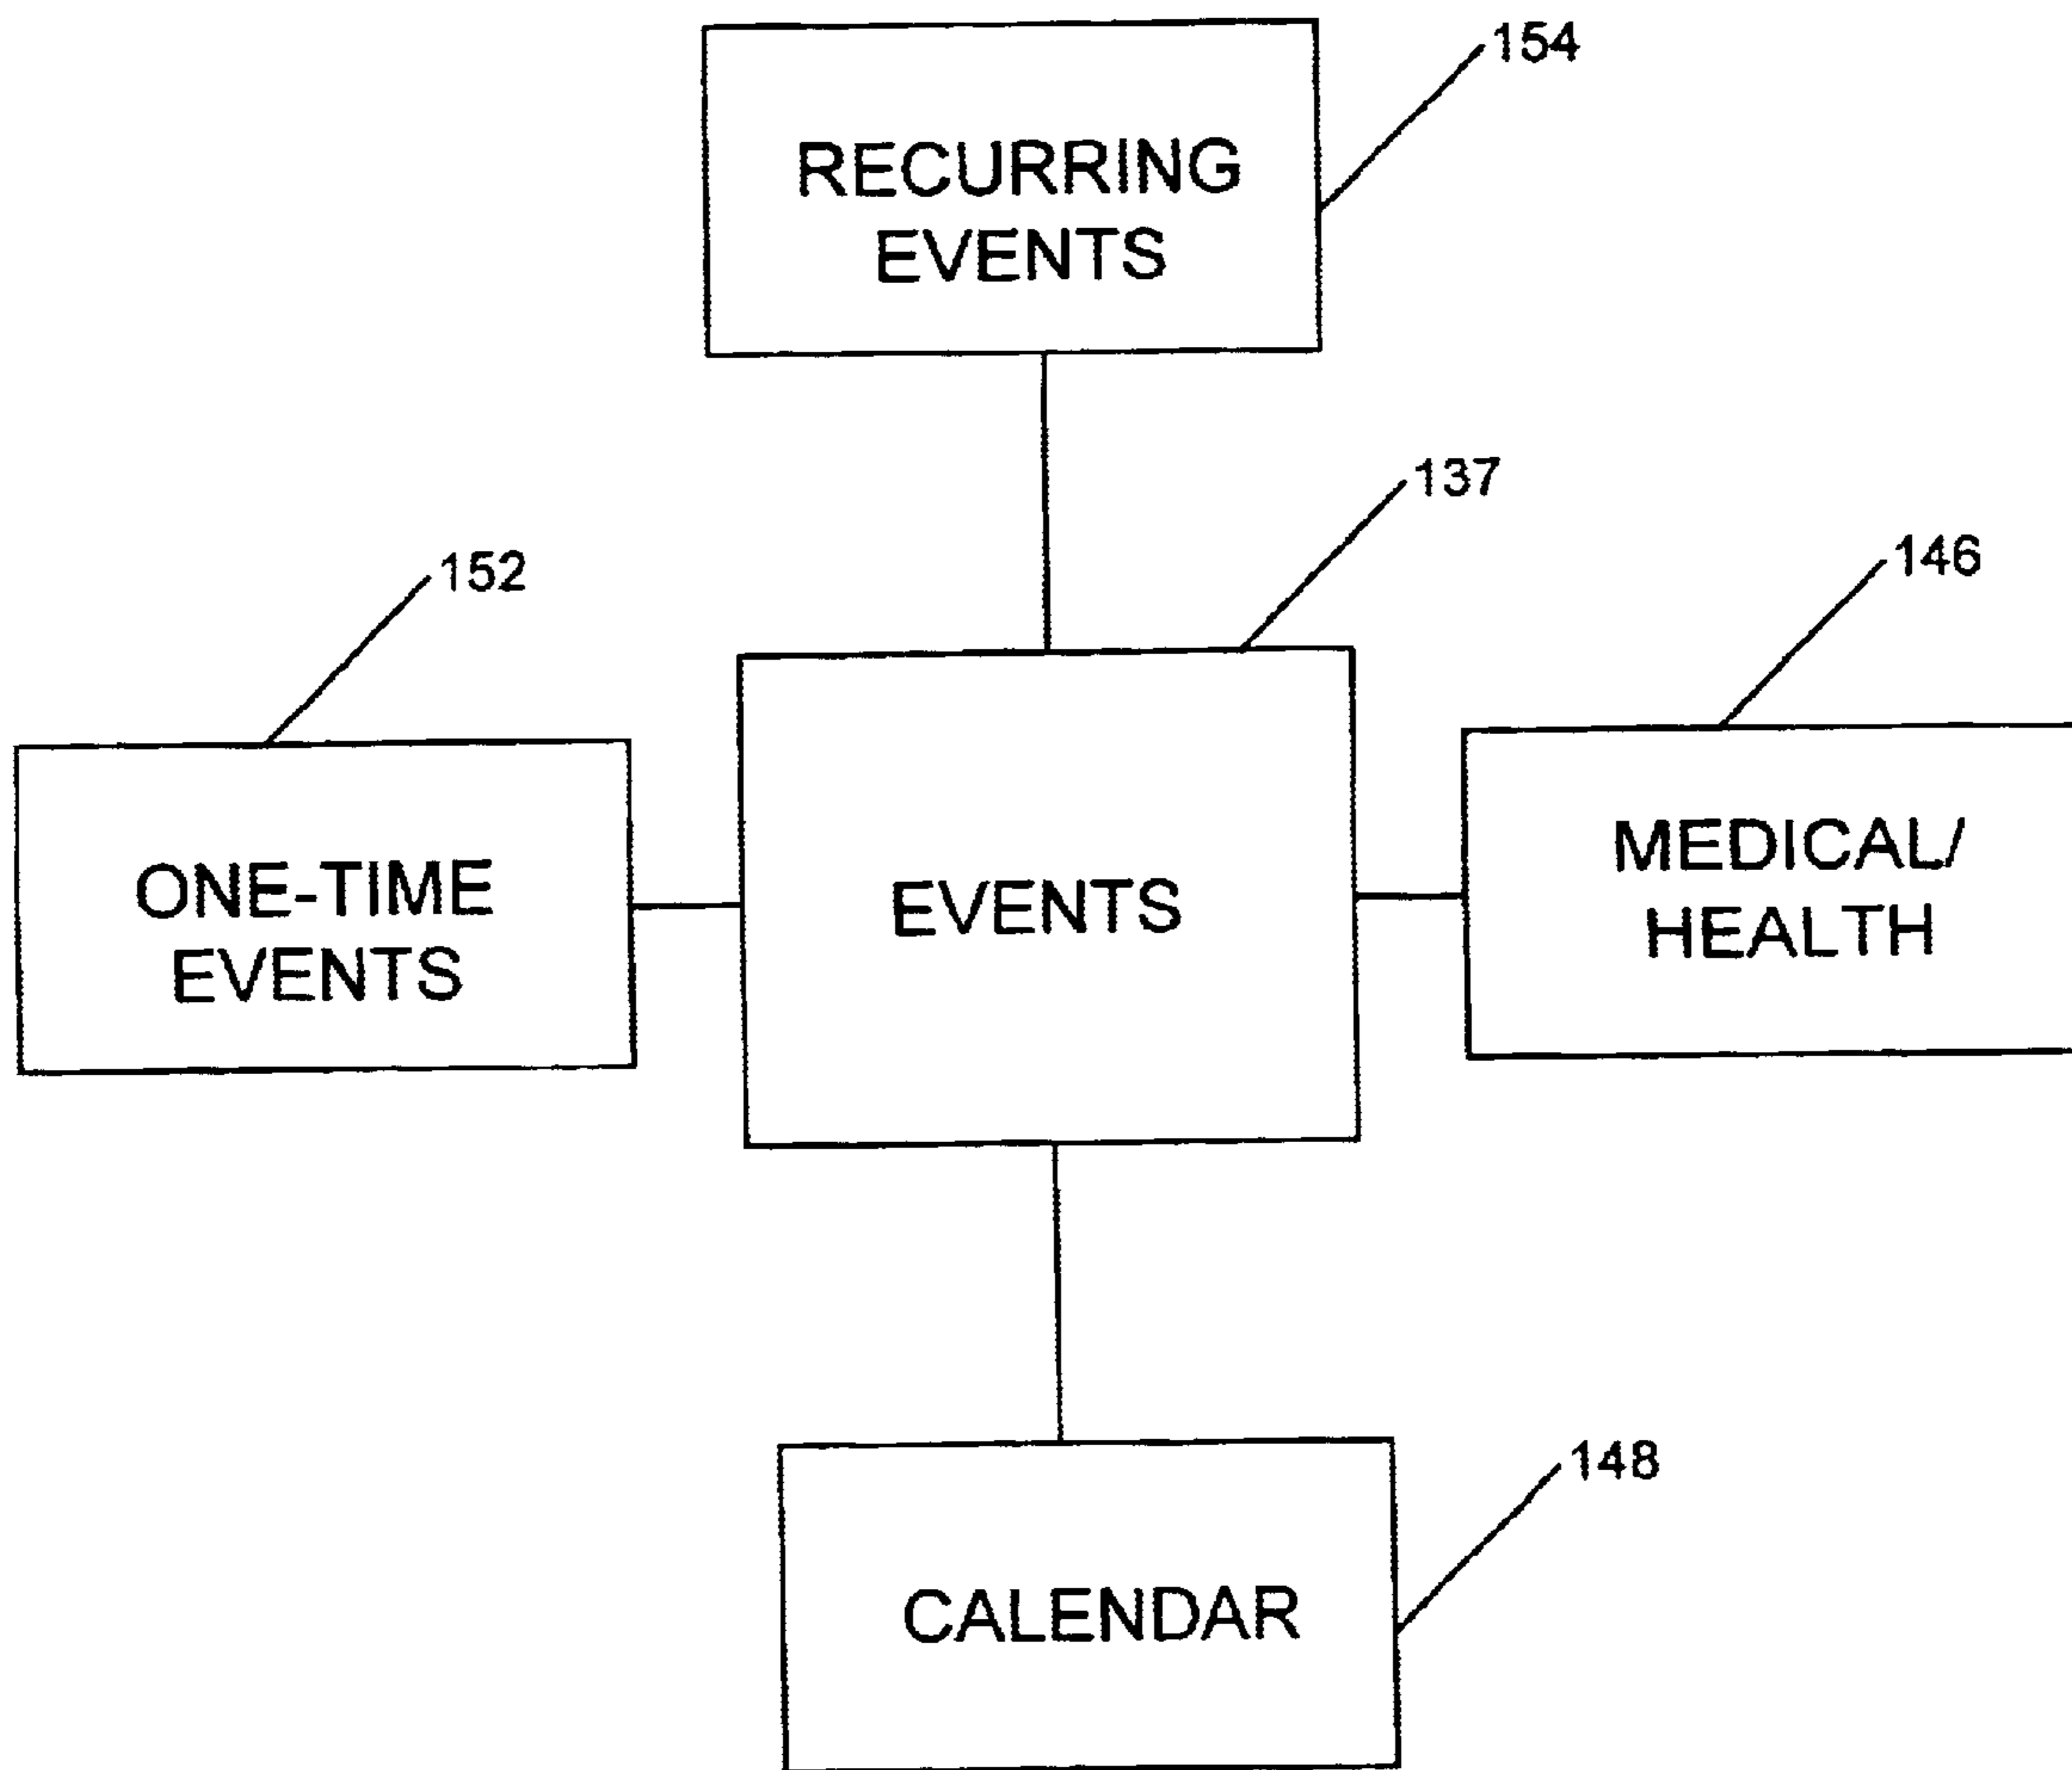 154
RECURRING
EVENTS
137
152
146
ONE-TIME
EVENTS
EVENTS
MEDICAL/
HEALTH
148
CALENDAR